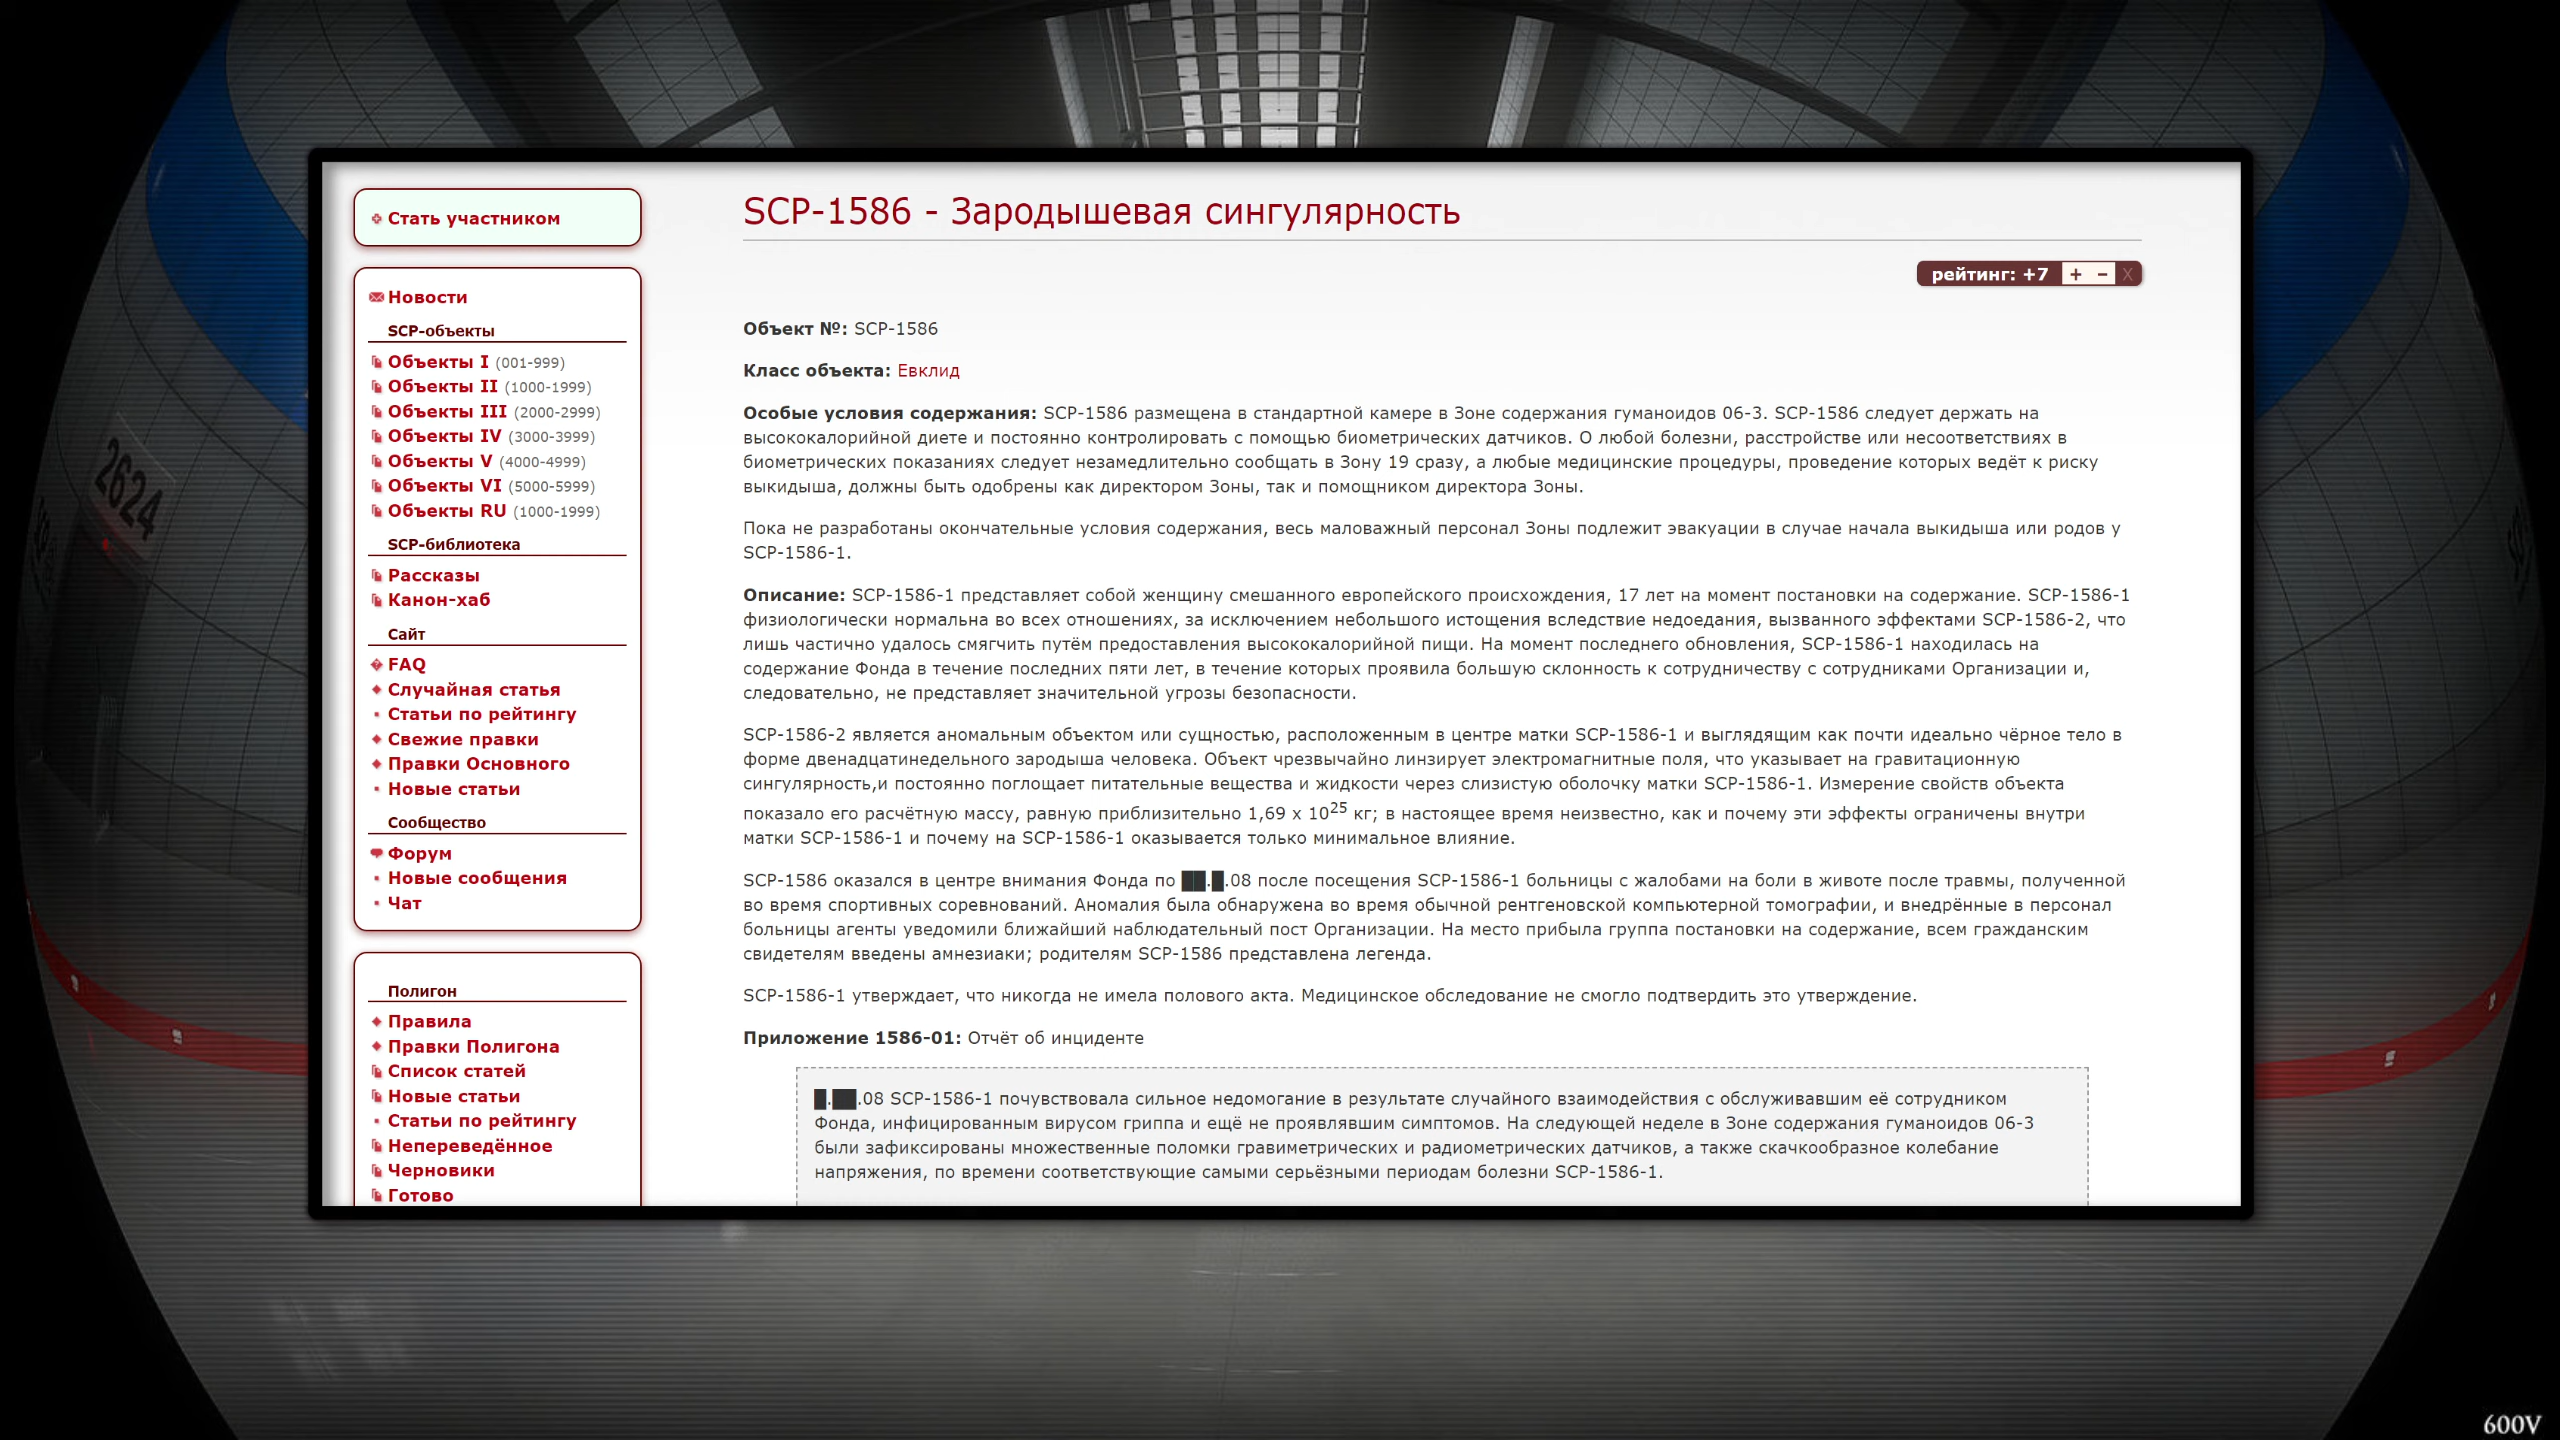 Стать участником
Новости
SCP-объекты
Объекты I (001-999)
Объекты II (1000-1999)
Объекты III (2000-2999)
Объекты IV (3000-3999)
Объекты V (4000-4999)
Объекты VI (5000-5999)
Объекты RU (1000-1999)
SCP-библиотека
Рассказы
Канон-хаб
Сайт
FAQ
Случайная статья
Статьи по рейтингу
Свежие правки
Правки Основного
Новые статьи
Сообщество
Форум
Новые сообщения
Чат
Полигон
Правила
Правки Полигона
Список статей
Новые статьи
Статьи по рейтингу
Непереведённое
Черновики
Готово
SCP-1586 - Зародышевая сингулярность
рейтинг: +7 + – X
Объект №: SCP-1586
Класс объекта: Евклид
Особые условия содержания: SCP-1586 размещена в стандартной камере в Зоне содержания гуманоидов 06-3. SCP-1586 следует держать на
высококалорийной диете и постоянно контролировать с помощью биометрических датчиков. О любой болезни, расстройстве или несоответствиях в
биометрических показаниях следует незамедлительно сообщать в Зону 19 сразу, а любые медицинские процедуры, проведение которых ведёт к риску
выкидыша, должны быть одобрены как директором Зоны, так и помощником директора Зоны.
Пока не разработаны окончательные условия содержания, весь маловажный персонал Зоны подлежит эвакуации в случае начала выкидыша или родов у
SCP-1586-1.
Описание: SCP-1586-1 представляет собой женщину смешанного европейского происхождения, 17 лет на момент постановки на содержание. SCP-1586-1
физиологически нормальна во всех отношениях, за исключением небольшого истощения вследствие недоедания, вызванного эффектами SCP-1586-2, что
лишь частично удалось смягчить путём предоставления высококалорийной пищи. На момент последнего обновления, SCP-1586-1 находилась на
содержание Фонда в течение последних пяти лет, в течение которых проявила большую склонность к сотрудничеству с сотрудниками Организации и,
следовательно, не представляет значительной угрозы безопасности.
SCP-1586-2 является аномальным объектом или сущностью, расположенным в центре матки SCP-1586-1 и выглядящим как почти идеально чёрное тело в
форме двенадцатинедельного зародыша человека. Объект чрезвычайно линзирует электромагнитные поля, что указывает на гравитационную
сингулярность,и постоянно поглощает питательные вещества и жидкости через слизистую оболочку матки SCP-1586-1. Измерение свойств объекта
показало его расчётную массу, равную приблизительно 1,69 x 10²⁵ кг; в настоящее время неизвестно, как и почему эти эффекты ограничены внутри
матки SCP-1586-1 и почему на SCP-1586-1 оказывается только минимальное влияние.
SCP-1586 оказался в центре внимания Фонда по ██.█.08 после посещения SCP-1586-1 больницы с жалобами на боли в животе после травмы, полученной
во время спортивных соревнований. Аномалия была обнаружена во время обычной рентгеновской компьютерной томографии, и внедрённые в персонал
больницы агенты уведомили ближайший наблюдательный пост Организации. На место прибыла группа постановки на содержание, всем гражданским
свидетелям введены амнезиаки; родителям SCP-1586 представлена легенда.
SCP-1586-1 утверждает, что никогда не имела полового акта. Медицинское обследование не смогло подтвердить это утверждение.
Приложение 1586-01: Отчёт об инциденте
█.██.08 SCP-1586-1 почувствовала сильное недомогание в результате случайного взаимодействия с обслуживавшим её сотрудником
Фонда, инфицированным вирусом гриппа и ещё не проявлявшим симптомов. На следующей неделе в Зоне содержания гуманоидов 06-3
были зафиксированы множественные поломки гравиметрических и радиометрических датчиков, а также скачкообразное колебание
напряжения, по времени соответствующие самыми серьёзными периодам болезни SCP-1586-1.
2624
600V